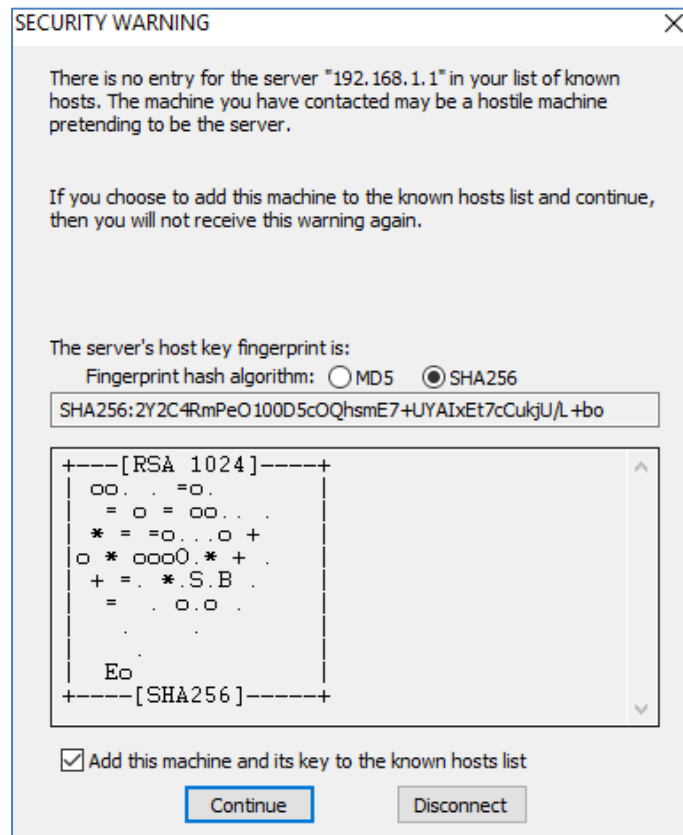 SECURITY WARNING
There is no entry for the server "192.168.1.1" in your list of known
hosts. The machine you have contacted may be a hostile machine
pretending to be the server.
If you choose to add this machine to the known hosts list and continue,
then you will not receive this warning again.
The server's host key fingerprint is:
Fingerprint hash algorithm: MD5 SHA256
SHA256:2Y2C4RmPeO100D5cOQhsmE7+UYAIxEt7cCukjU/L+bo
+---[RSA 1024]----+
| oo. . =o.       |
|  = o = oo.. .   |
| * = =o...o +    |
|o * oooO.* + .   |
| + =. *.S.B .    |
|  =  . o.o .     |
|   .    .        |
|    .            |
|  Eo             |
+----[SHA256]-----+
Add this machine and its key to the known hosts list
Continue Disconnect